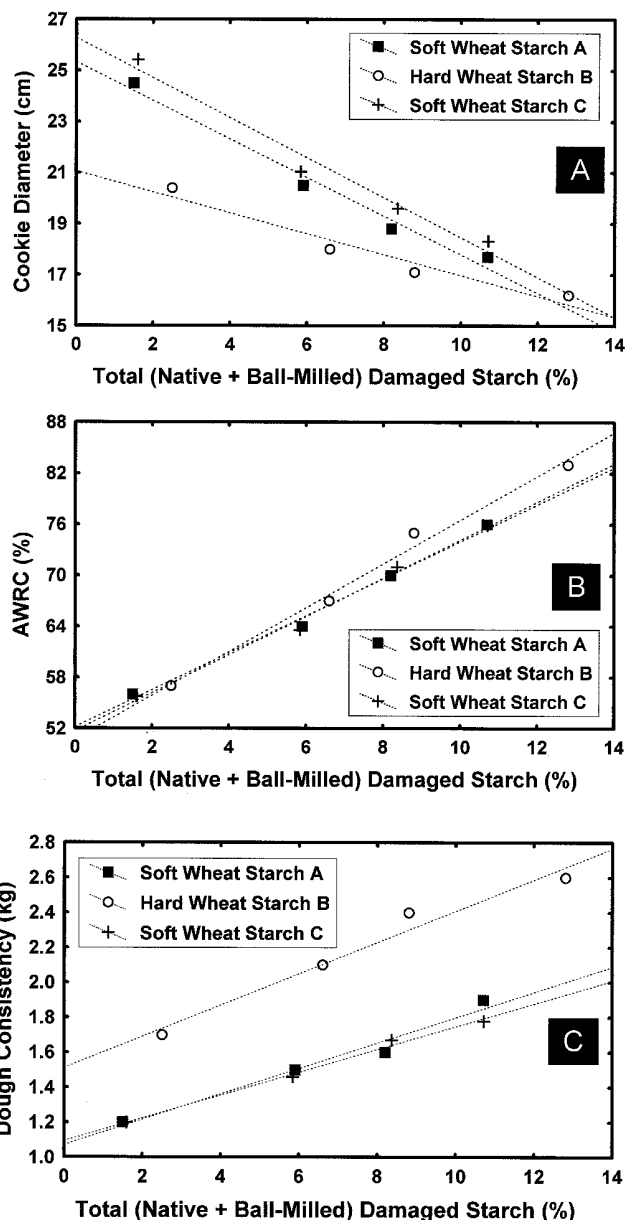 27
25
23
21
19
17
15
Cookie Diameter (cm)
Soft Wheat Starch A
Hard Wheat Starch B
Soft Wheat Starch C
A
0 2 4 6 8 10 12 14
Total (Native + Ball-Milled) Damaged Starch (%)
88
82
76
70
64
58
52
AWRC (%)
B
Soft Wheat Starch A
Hard Wheat Starch B
Soft Wheat Starch C
0 2 4 6 8 10 12 14
Total (Native + Ball-Milled) Damaged Starch (%)
2.8
2.6
2.4
2.2
2.0
1.8
1.6
1.4
1.2
1.0
Dough Consistency (kg)
Soft Wheat Starch A
Hard Wheat Starch B
Soft Wheat Starch C
C
0 2 4 6 8 10 12 14
Total (Native + Ball-Milled) Damaged Starch (%)